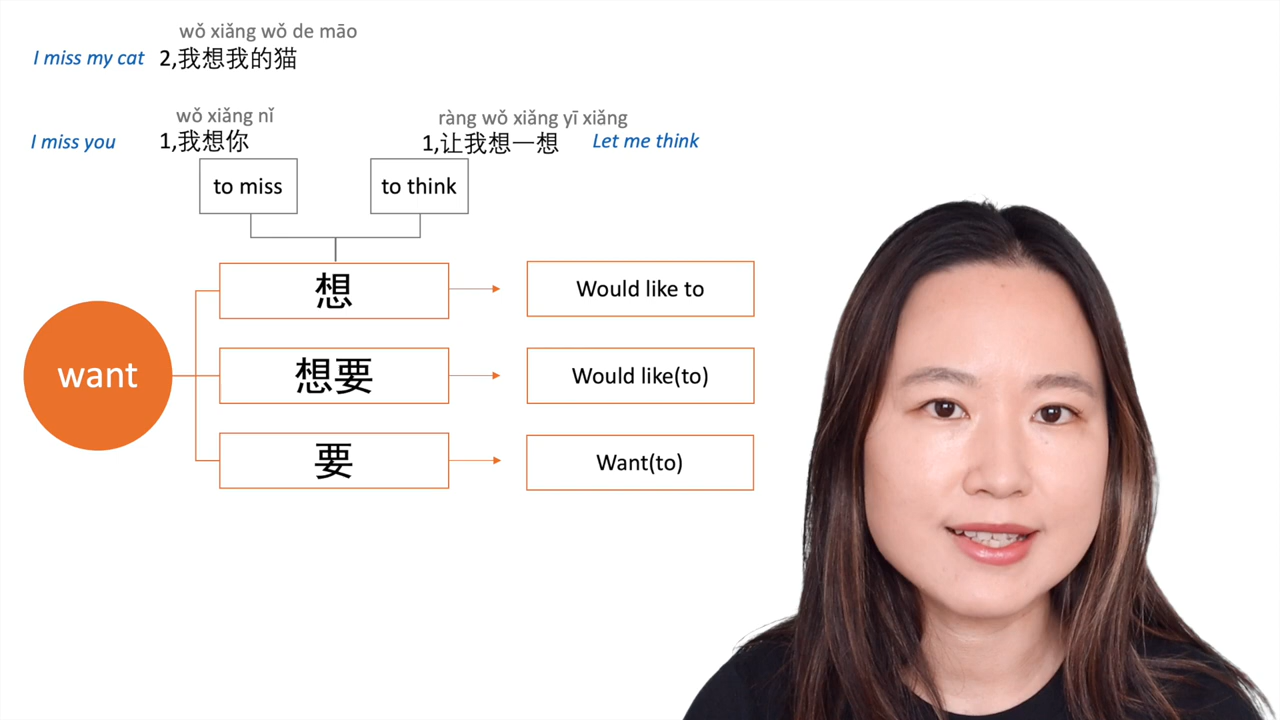 wǒ xiǎng wǒ de māo
I miss my cat 2,我想我的猫
wǒ xiǎng nǐ
I miss you 1,我想你
ràng wǒ xiǎng yī xiǎng
1,让我想一想 Let me think
to miss
to think
want
想
Would like to
想要
Would like(to)
要
Want(to)